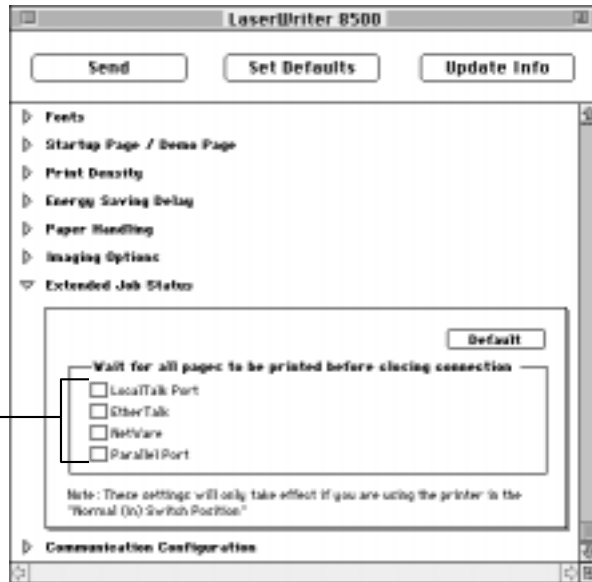 LaserWriter 8500
Send Set Defaults Update Info
Fonts
Startup Page / Demo Page
Print Density
Energy Saving Delay
Paper Handling
Imaging Options
Extended Job Status
Default
Wait for all pages to be printed before closing connection
LocalTalk Port
EtherTalk
NetWare
Parallel Port
Note: These settings will only take effect if you are using the printer in the
"Normal (In) Switch Position"
Communication Configuration